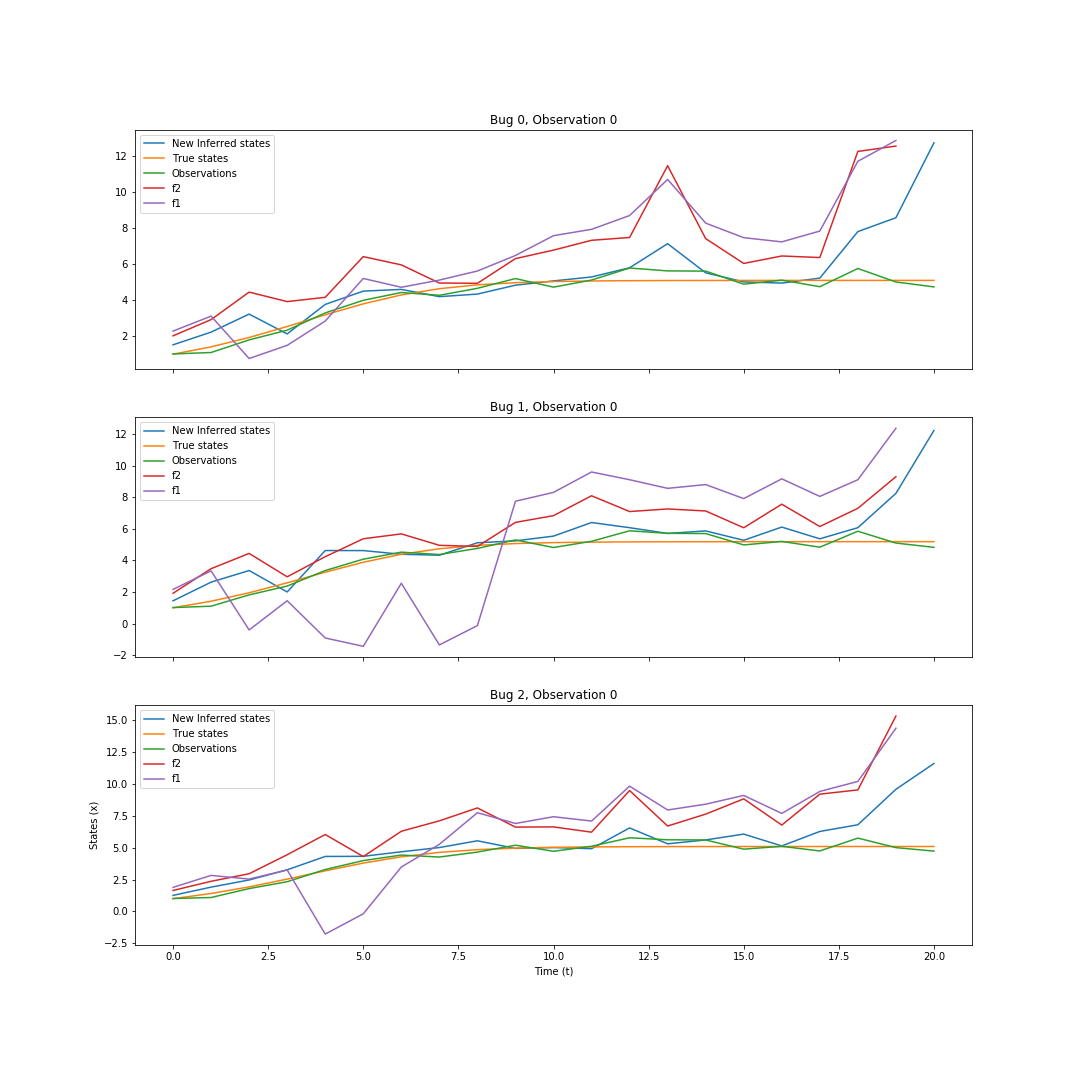 Bug 0, Observation 0
New Inferred states
True states
Observations
f2
f1
12
10
8
6
4
2
Bug 1, Observation 0
New Inferred states
True states
Observations
f2
f1
12
10
8
6
4
2
0
−2
Bug 2, Observation 0
New Inferred states
True states
Observations
f2
f1
15.0
12.5
10.0
7.5
5.0
2.5
0.0
−2.5
States (x)
0.0 2.5 5.0 7.5 10.0 12.5 15.0 17.5 20.0
Time (t)